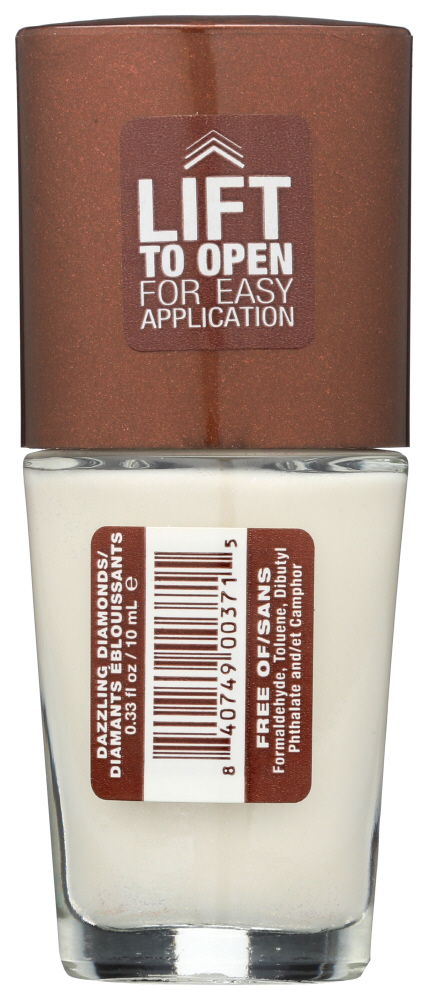 LIFT
TO OPEN
FOR EASY
APPLICATION
DAZZLING DIAMONDS/
DIAMANTS ÉBLOUISSANTS
0.33 fl oz / 10 mL ℮
8 40749 00371 5
FREE OF/SANS
Formaldehyde, Toluene, Dibutyl
Phthalate and/et Camphor